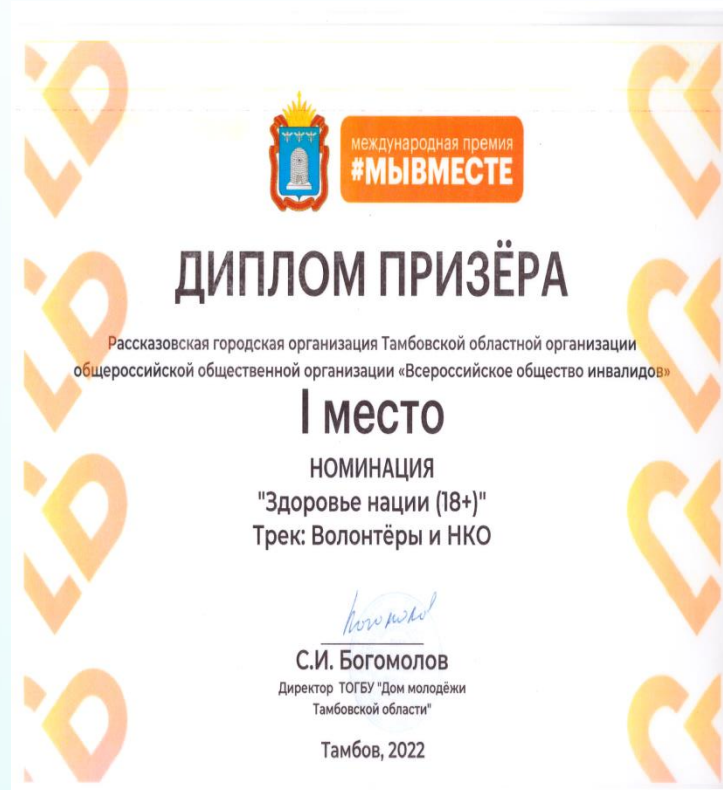 международная премия
#МЫВМЕСТЕ
ДИПЛОМ ПРИЗЁРА
Рассказовская городская организация Тамбовской областной организации
общероссийской общественной организации «Всероссийское общество инвалидов»
I место
НОМИНАЦИЯ
"Здоровье нации (18+)"
Трек: Волонтёры и НКО
С.И. Богомолов
Директор ТОГБУ "Дом молодёжи
Тамбовской области"
Тамбов, 2022